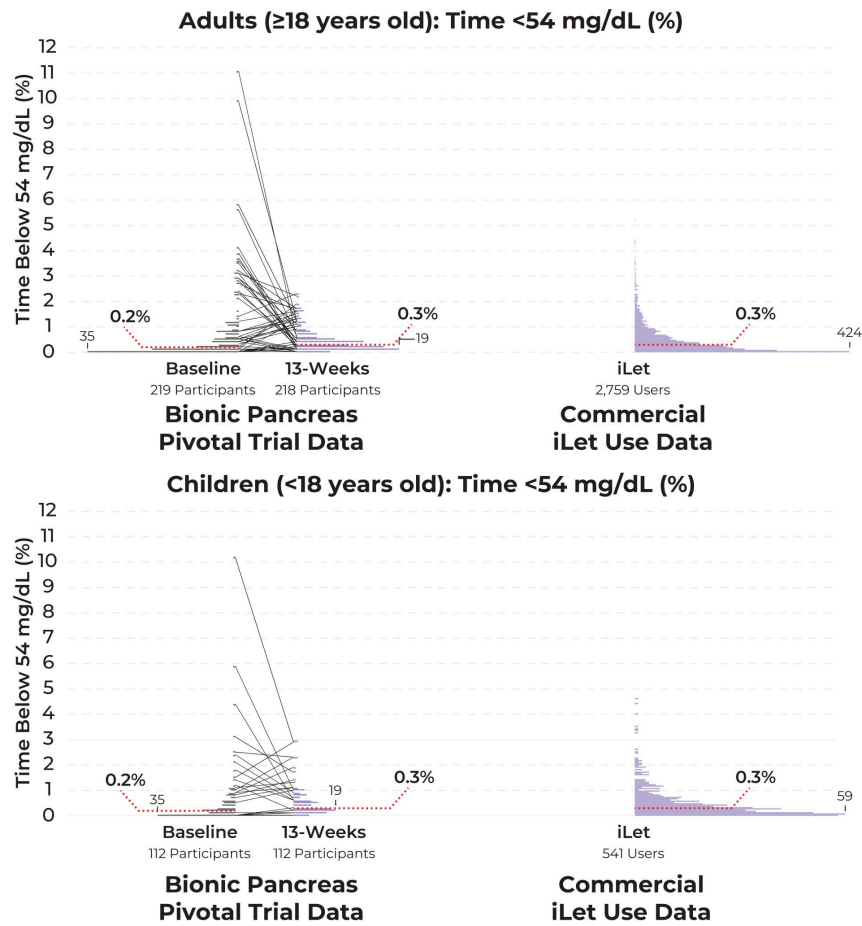 Adults (≥18 years old): Time <54 mg/dL (%)
Time Below 54 mg/dL (%)
12
11
10
9
8
7
6
5
4
3
2
1
0
0.2%
35
0.3%
19
0.3%
424
Baseline
219 Participants
13-Weeks
218 Participants
iLet
2,759 Users
Bionic Pancreas
Pivotal Trial Data
Commercial
iLet Use Data
Children (<18 years old): Time <54 mg/dL (%)
Time Below 54 mg/dL (%)
12
11
10
9
8
7
6
5
4
3
2
1
0
0.2%
35
0.3%
19
0.3%
59
Baseline
112 Participants
13-Weeks
112 Participants
iLet
541 Users
Bionic Pancreas
Pivotal Trial Data
Commercial
iLet Use Data